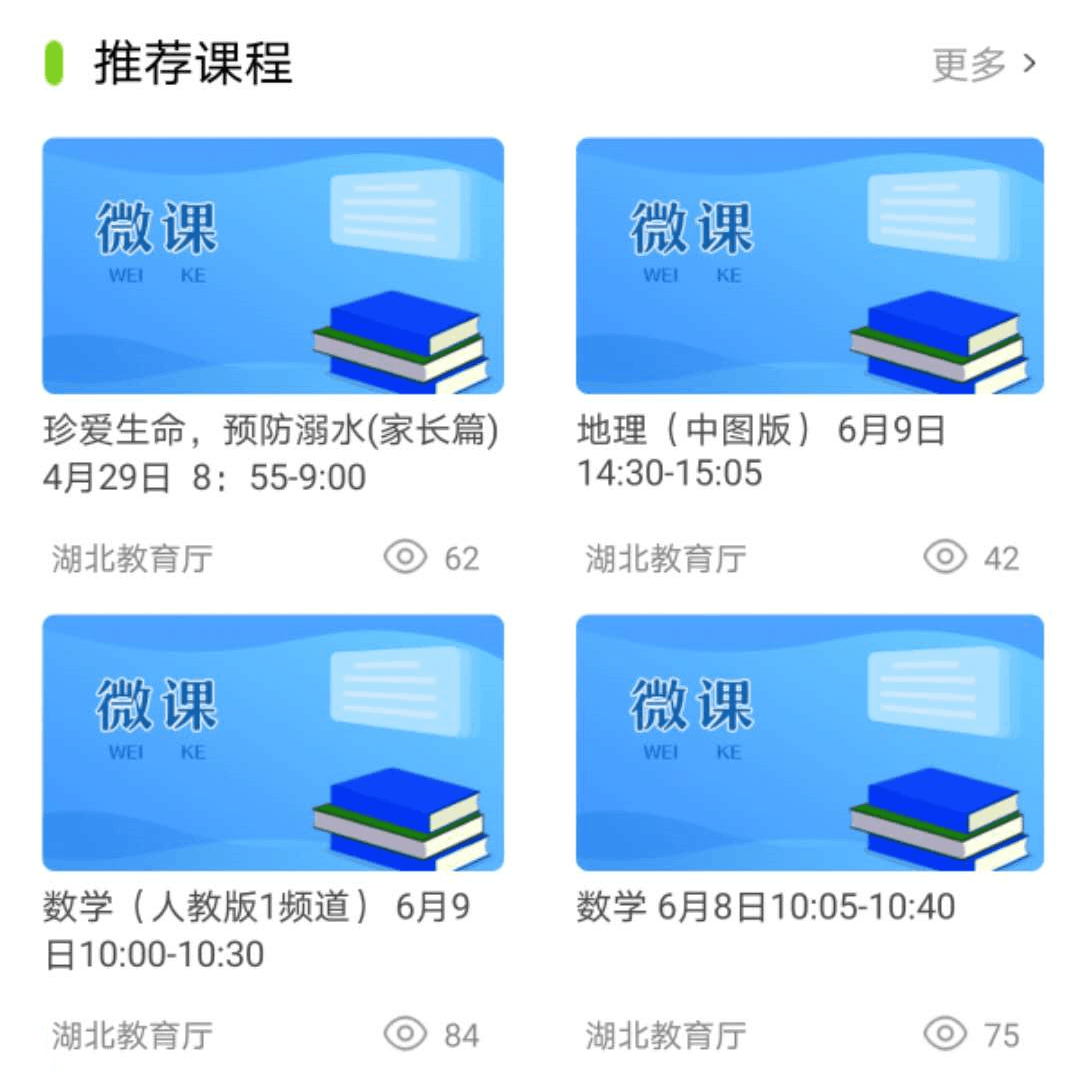 推荐课程
更多 >
微课
WEI KE
微课
WEI KE
珍爱生命，预防溺水(家长篇)
4月29日 8：55-9:00
地理（中图版） 6月9日
14:30-15:05
湖北教育厅
62
湖北教育厅
42
微课
WEI KE
微课
WEI KE
数学（人教版1频道） 6月9
日10:00-10:30
数学 6月8日10:05-10:40
湖北教育厅
84
湖北教育厅
75